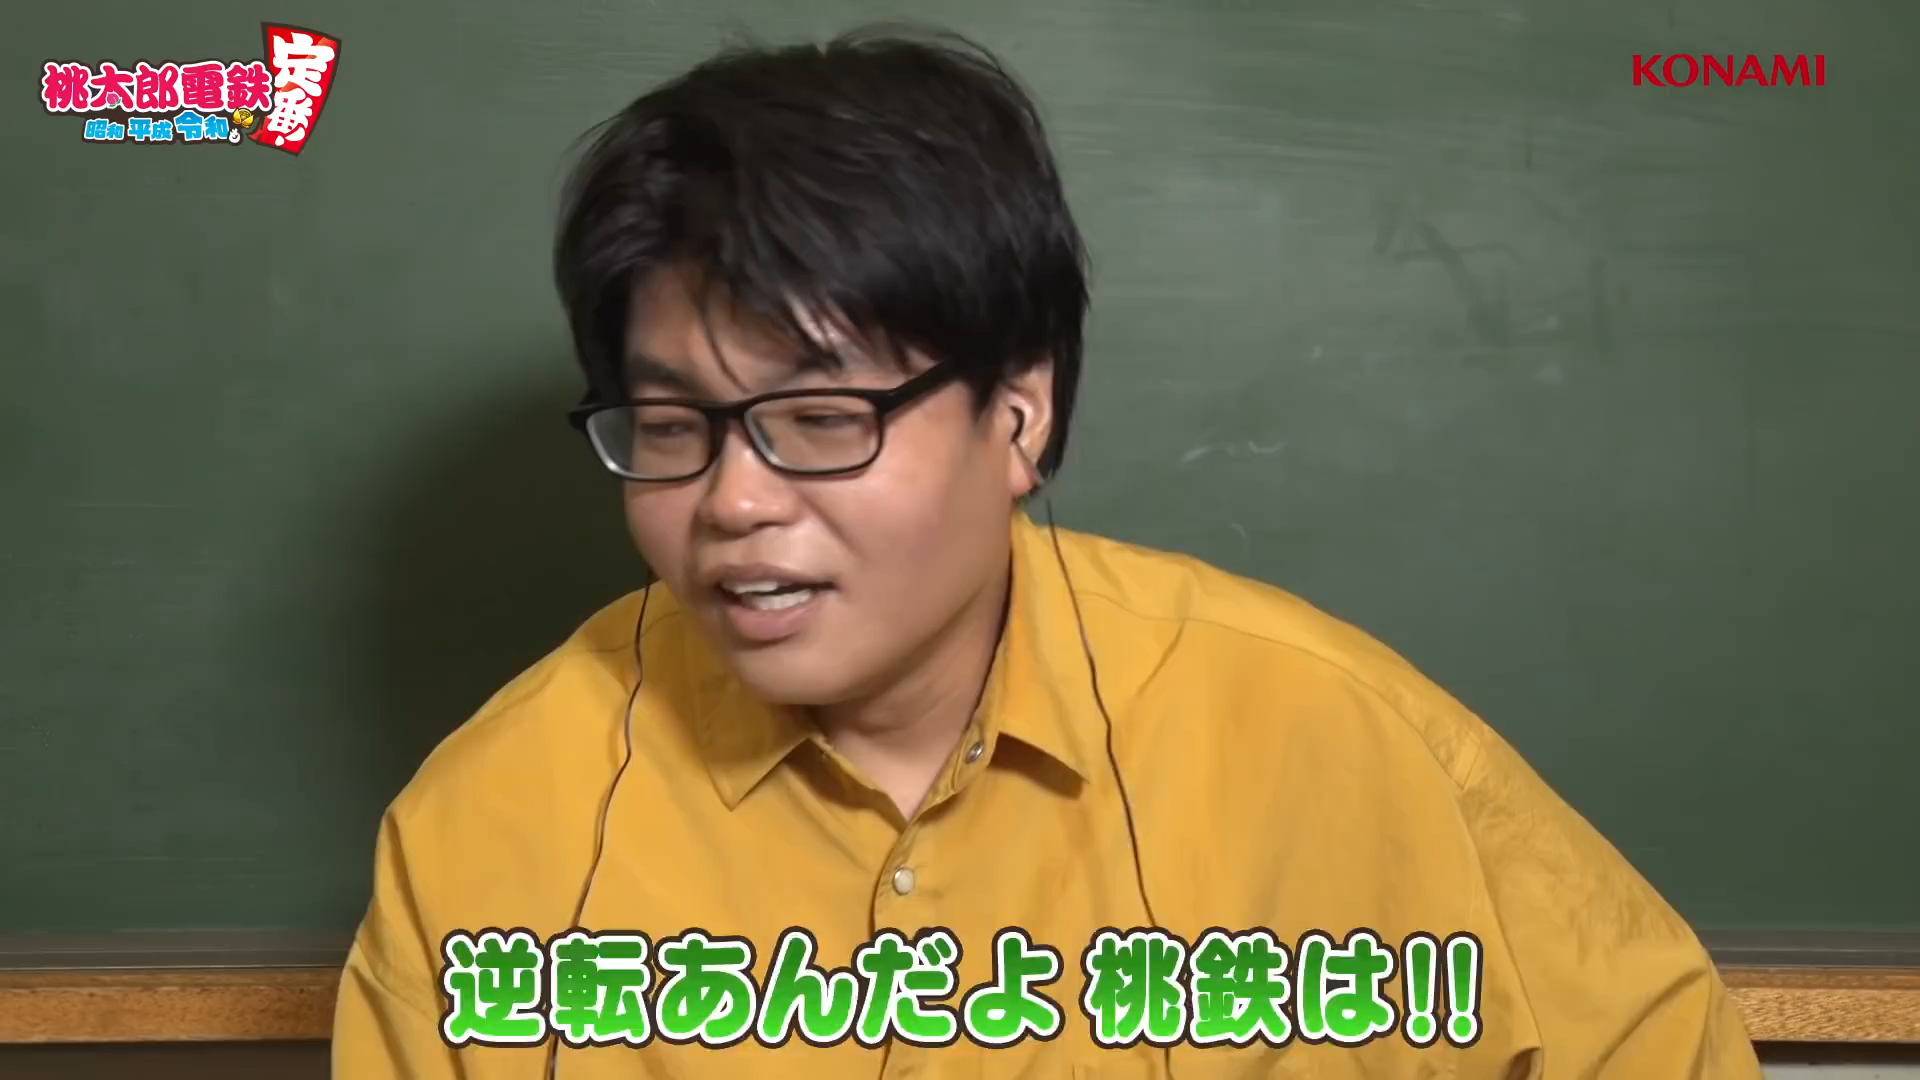 桃太郎電鉄
昭和 平成 令和
定番!
KONAMI
逆転あんだよ 桃鉄は!!